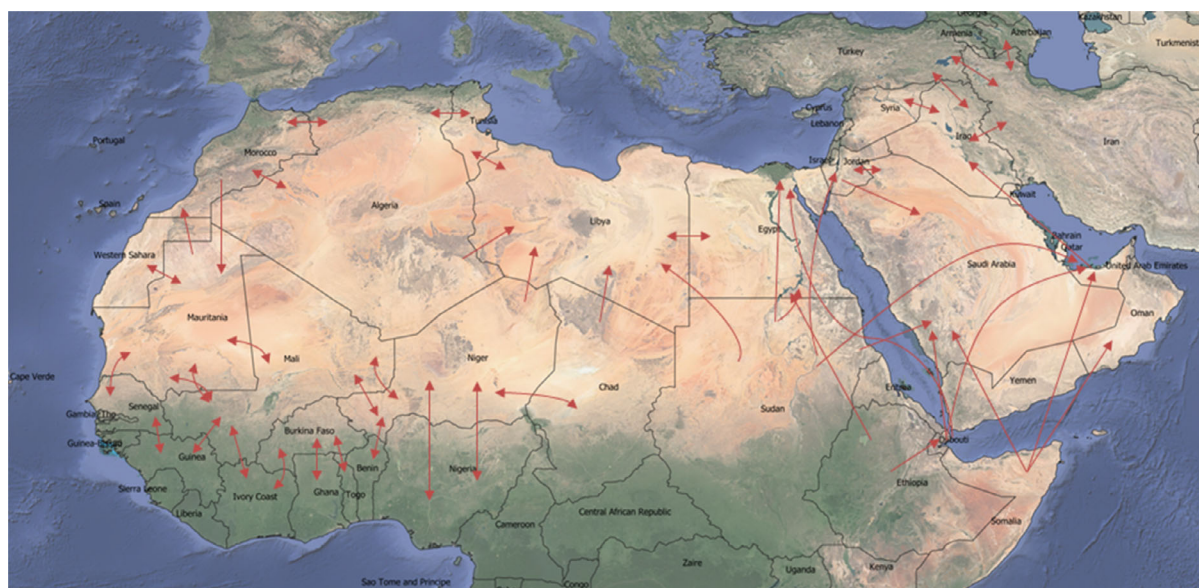 Georgia
Kazakhstan
Armenia
Azerbaijan
Turkmenist
Turkey
Portugal
Tunisia
Cyprus
Lebanon
Syria
Iraq
Iran
Morocco
Israel
Jordan
Spain
Algeria
Libya
Egypt
Kuwait
Bahrain
Qatar
Western Sahara
Saudi Arabia
United Arab Emirates
Mauritania
Oman
Mali
Niger
Chad
Cape Verde
Yemen
Eritrea
Sudan
Senegal
Gambia The
Burkina Faso
Djibouti
Guinea
Benin
Nigeria
Ethiopia
Sierra Leone
Ivory Coast
Ghana
Togo
Liberia
Central African Republic
Cameroon
Somalia
Zaire
Uganda
Kenya
Sao Tome and Principe
Congo